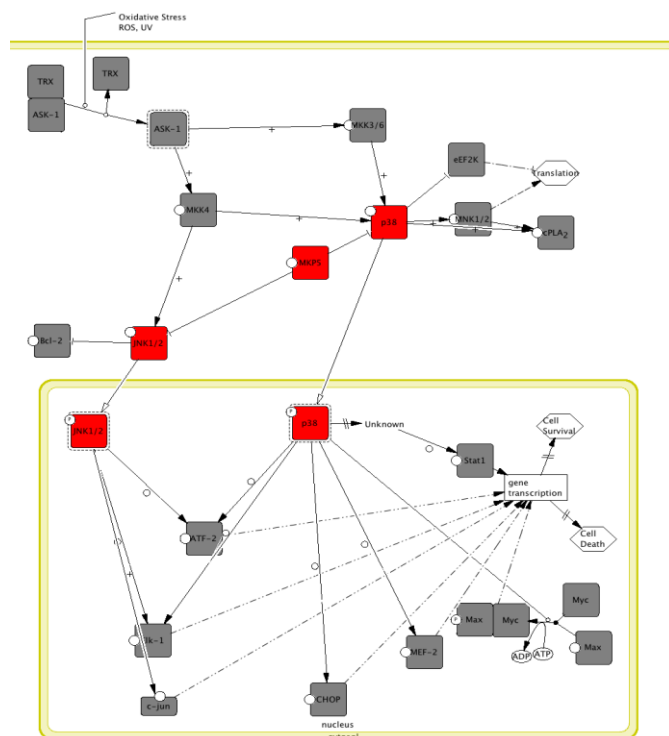 Oxidative Stress
ROS, UV
TRX
TRX
ASK-1
ASK-1
MKK3/6
eEF2K
Translation
MKK4
p38
MNK1/2
cPLA2
MKP5
Bcl-2
JNK1/2
JNK1/2
P
p38
P
Unknown
Cell
Survival
Stat1
gene
transcription
Cell
Death
ATF-2
Myc
Max
Myc
P
Elk-1
MEF-2
Max
ADP
ATP
c-jun
CHOP
nucleus
cytosol